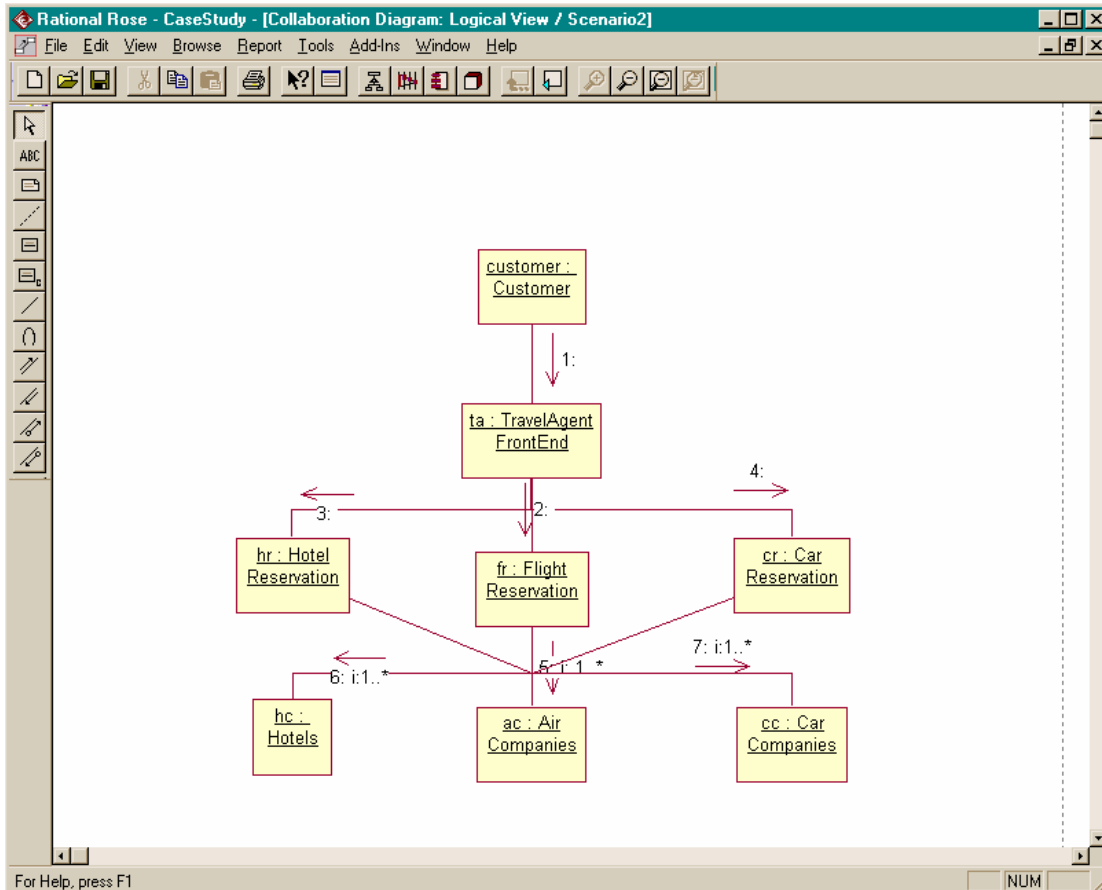 Rational Rose - CaseStudy - [Collaboration Diagram: Logical View / Scenario2]
File Edit View Browse Report Tools Add-Ins Window Help
ABC
customer :
Customer
1:
ta : TravelAgent
FrontEnd
4:
3:
2:
hr : Hotel
Reservation
fr : Flight
Reservation
cr : Car
Reservation
7: i:1..*
5: i: 1..*
6: i:1..*
hc :
Hotels
ac : Air
Companies
cc : Car
Companies
For Help, press F1
NUM